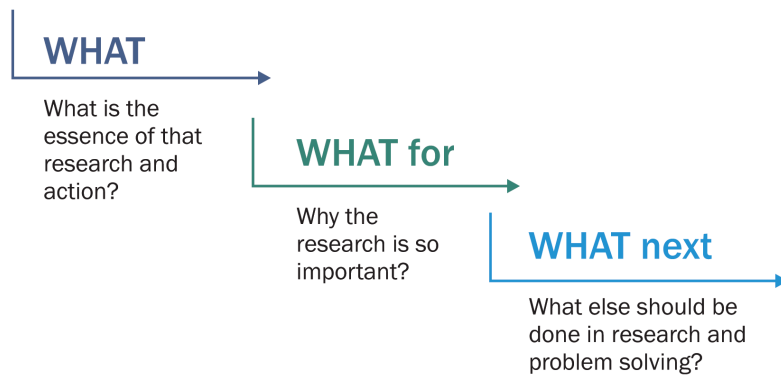 WHAT
What is the
essence of that
research and
action?
WHAT for
Why the
research is so
important?
WHAT next
What else should be
done in research and
problem solving?